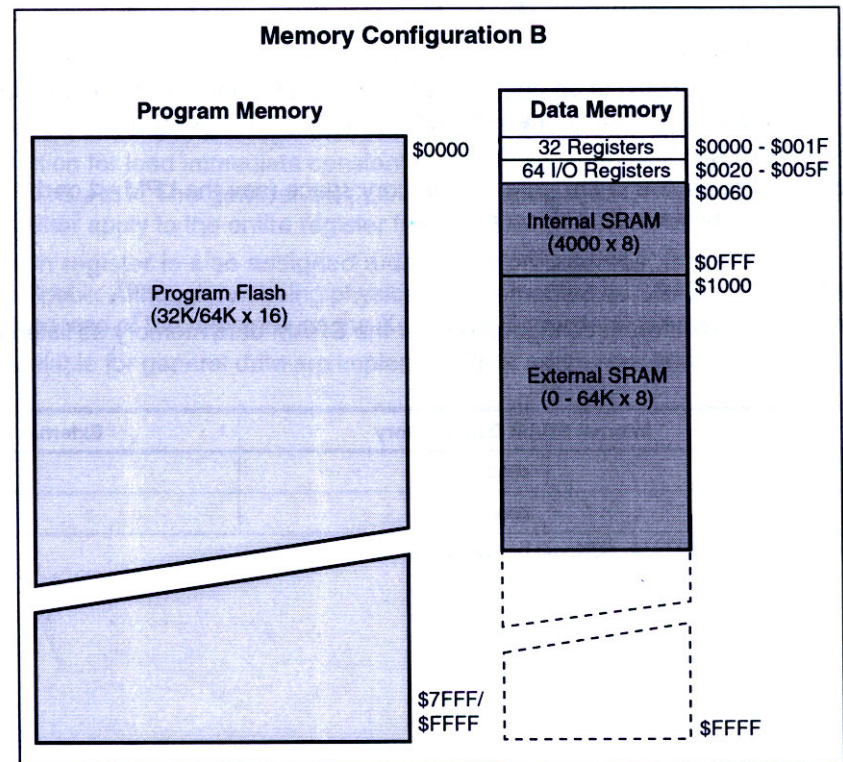 Memory Configuration B
Program Memory
$0000
Program Flash
(32K/64K x 16)
$7FFF/
$FFFF
Data Memory
32 Registers
$0000 - $001F
64 I/O Registers
$0020 - $005F
$0060
Internal SRAM
(4000 x 8)
$0FFF
$1000
External SRAM
(0 - 64K x 8)
$FFFF